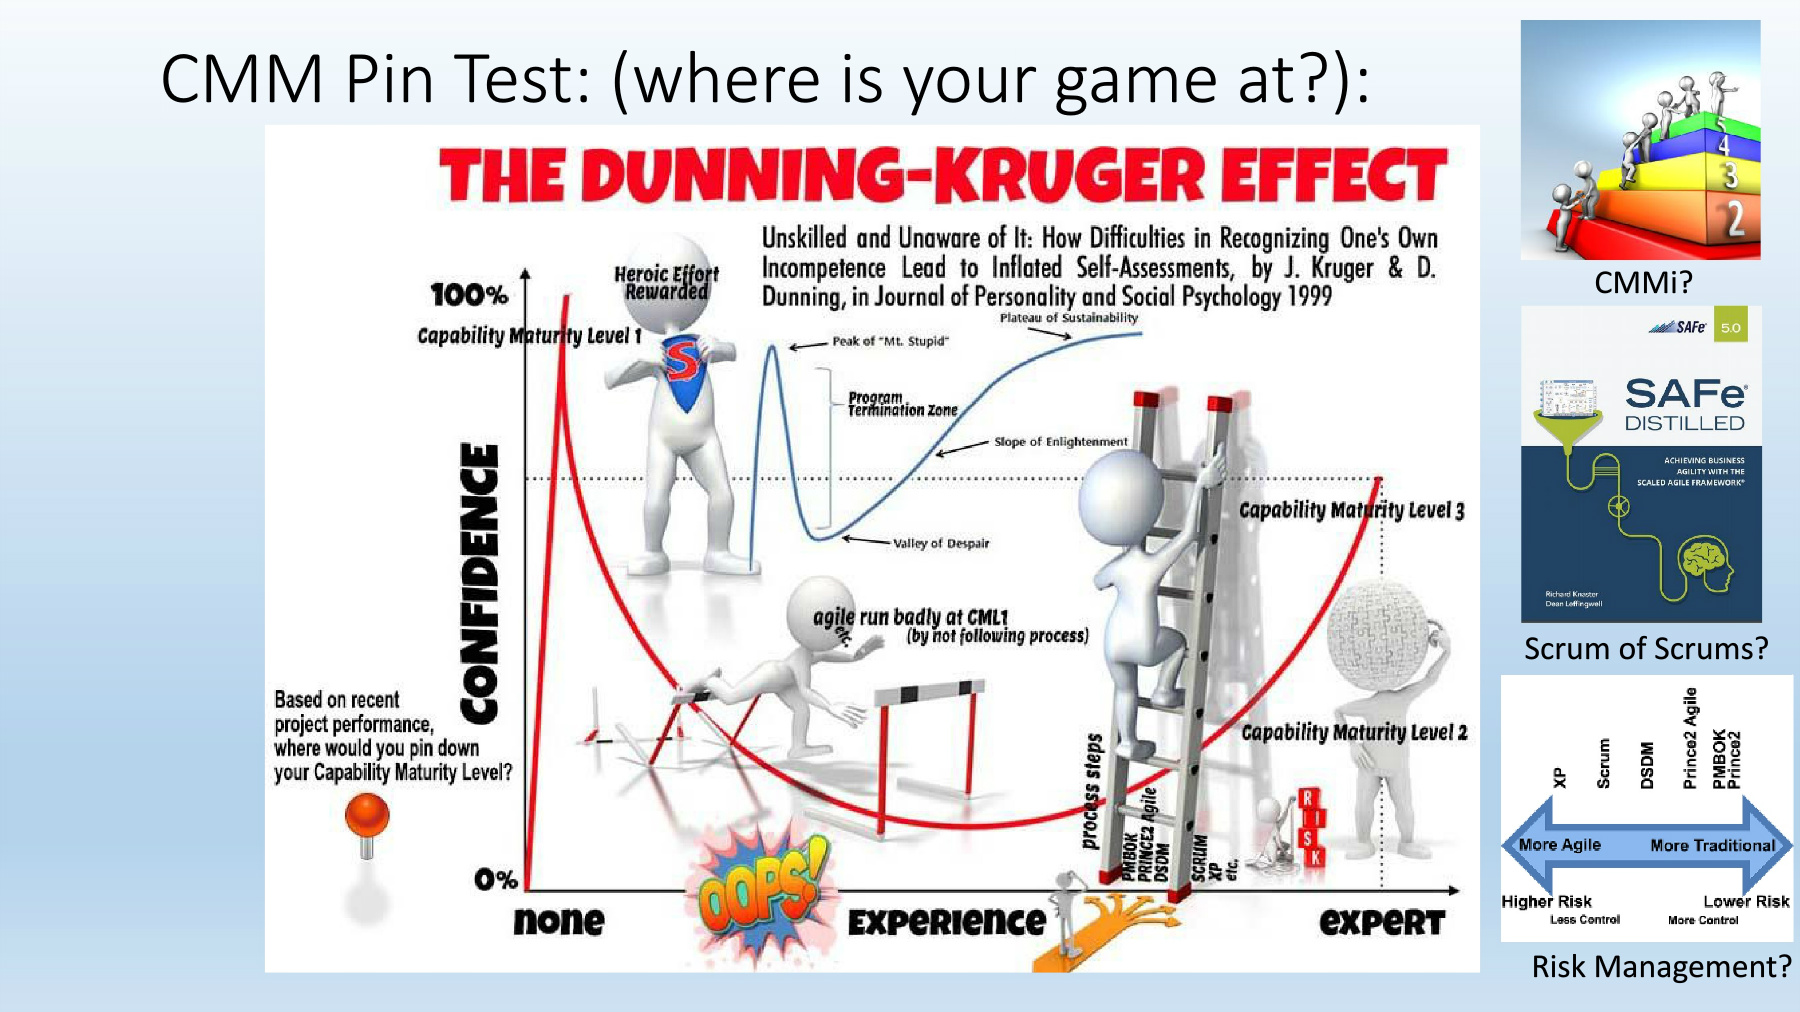 CMM Pin Test: (where is your game at?):
THE DUNNING-KRUGER EFFECT
Unskilled and Unaware of It: How Difficulties in Recognizing One's Own
Incompetence Lead to Inflated Self-Assessments, by J. Kruger & D.
Dunning, in Journal of Personality and Social Psychology 1999
100%
Capability Maturity Level 1
Heroic Effort
Rewarded
S
Plateau of Sustainability
Peak of "Mt. Stupid"
Program
Termination Zone
Slope of Enlightenment
Valley of Despair
CONFIDENCE
Capability Maturity Level 3
agile run badly at CML1
etc.
(by not following process)
Capability Maturity Level 2
Based on recent
project performance,
where would you pin down
your Capability Maturity Level?
process steps
PMBOK
PRINCE2 Agile
DSDM
SCRUM
XP
etc.
RISK
0%
OOPS!
none
EXPERIENCE
EXPERT
5
4
3
2
CMMi?
SAFe® 5.0
SAFe®
DISTILLED
ACHIEVING BUSINESS
AGILITY WITH THE
SCALED AGILE FRAMEWORK®
Richard Knaster
Dean Leffingwell
Scrum of Scrums?
XP
Scrum
DSDM
Prince2 Agile
PMBOK
Prince2
More Agile
More Traditional
Higher Risk
Lower Risk
Less Control
More Control
Risk Management?